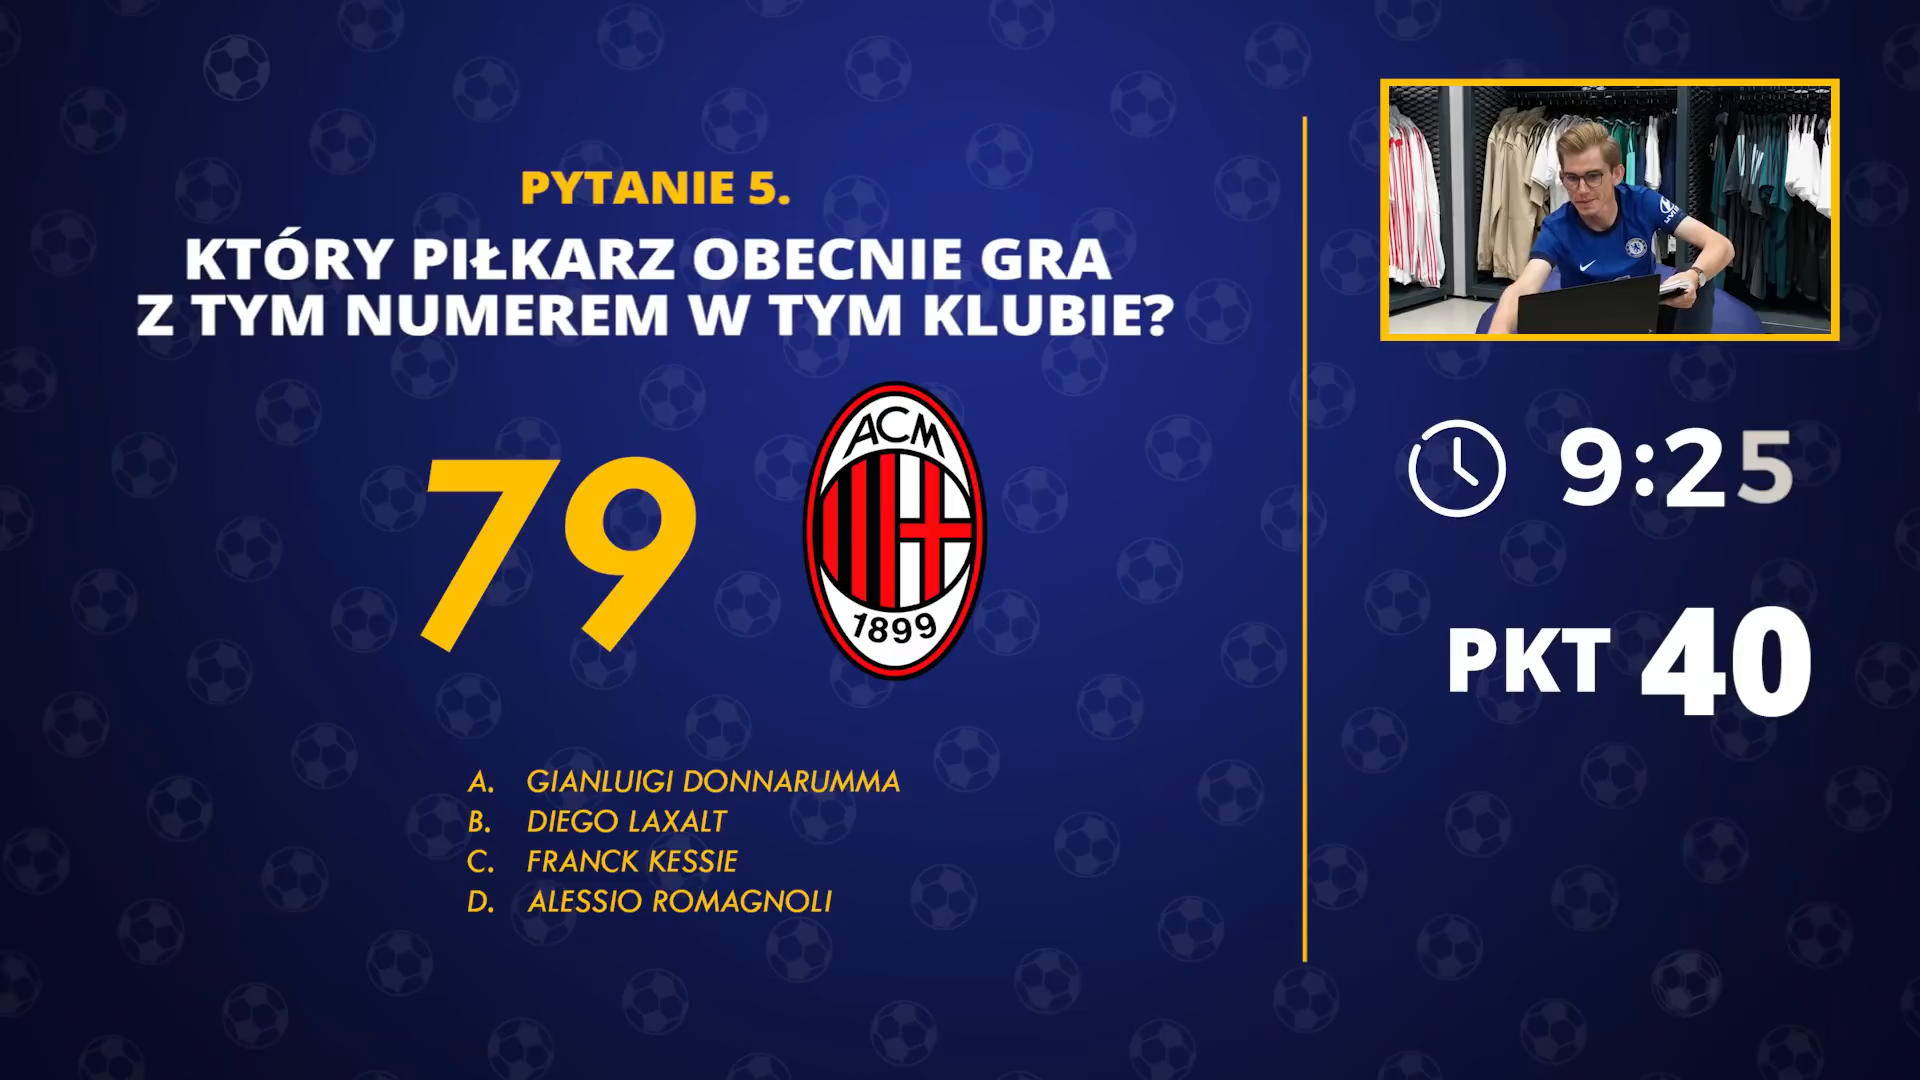 PYTANIE 5.
KTÓRY PIŁKARZ OBECNIE GRA
Z TYM NUMEREM W TYM KLUBIE?
79
ACM
1899
A. GIANLUIGI DONNARUMMA
B. DIEGO LAXALT
C. FRANCK KESSIE
D. ALESSIO ROMAGNOLI
9:25
PKT 40